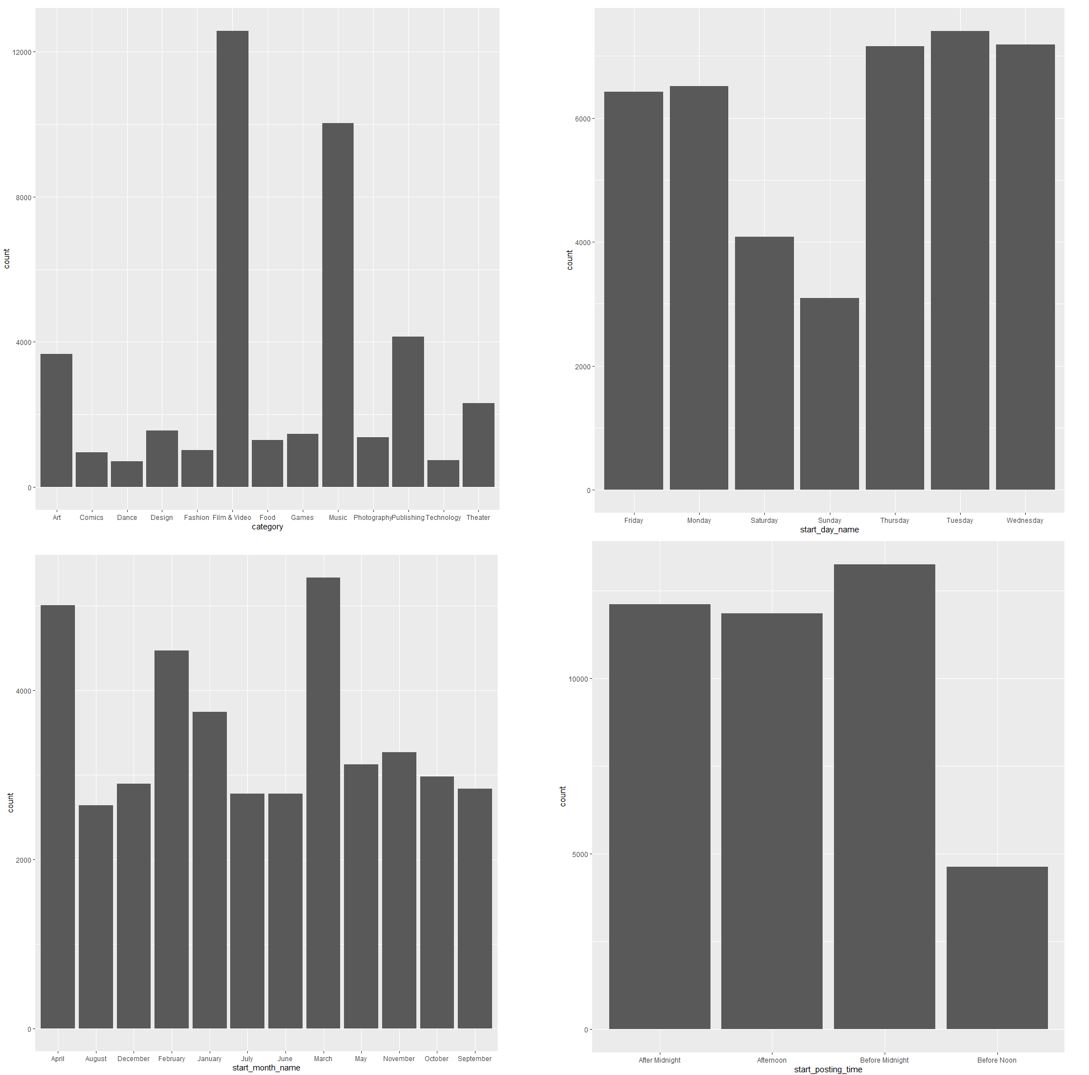 12000
8000
4000
0
count
Art Comics Dance Design Fashion Film & Video Food Games Music Photography Publishing Technology Theater
category
6000
4000
2000
0
count
Friday Monday Saturday Sunday Thursday Tuesday Wednesday
start_day_name
4000
2000
0
count
April August December February January July June March May November October September
start_month_name
10000
5000
0
count
After Midnight Afternoon Before Midnight Before Noon
start_posting_time